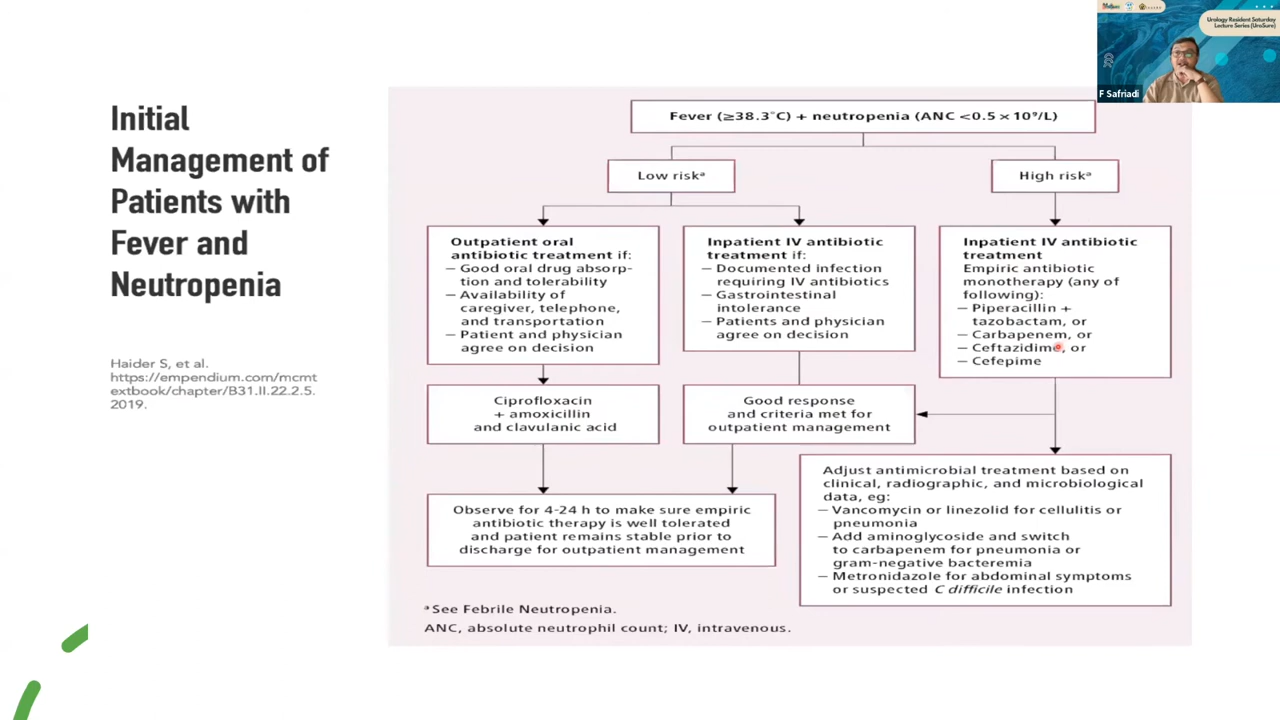 Urology Resident Saturday
Lecture Series (UroSure)
F Safriadi
Initial
Management of
Patients with
Fever and
Neutropenia
Haider S, et al.
https://empendium.com/mcmt
extbook/chapter/B31.II.22.2.5.
2019.
Fever (≥38.3°C) + neutropenia (ANC <0.5 × 10⁹/L)
Low riskᵃ
High riskᵃ
Outpatient oral
antibiotic treatment if:
– Good oral drug absorp-
tion and tolerability
– Availability of
caregiver, telephone,
and transportation
– Patient and physician
agree on decision
Inpatient IV antibiotic
treatment if:
– Documented infection
requiring IV antibiotics
– Gastrointestinal
intolerance
– Patients and physician
agree on decision
Inpatient IV antibiotic
treatment
Empiric antibiotic
monotherapy (any of
following):
– Piperacillin +
tazobactam, or
– Carbapenem, or
– Ceftazidime, or
– Cefepime
Ciprofloxacin
+ amoxicillin
and clavulanic acid
Good response
and criteria met for
outpatient management
Observe for 4-24 h to make sure empiric
antibiotic therapy is well tolerated
and patient remains stable prior to
discharge for outpatient management
Adjust antimicrobial treatment based on
clinical, radiographic, and microbiological
data, eg:
– Vancomycin or linezolid for cellulitis or
pneumonia
– Add aminoglycoside and switch
to carbapenem for pneumonia or
gram-negative bacteremia
– Metronidazole for abdominal symptoms
or suspected C difficile infection
ᵃ See Febrile Neutropenia.
ANC, absolute neutrophil count; IV, intravenous.